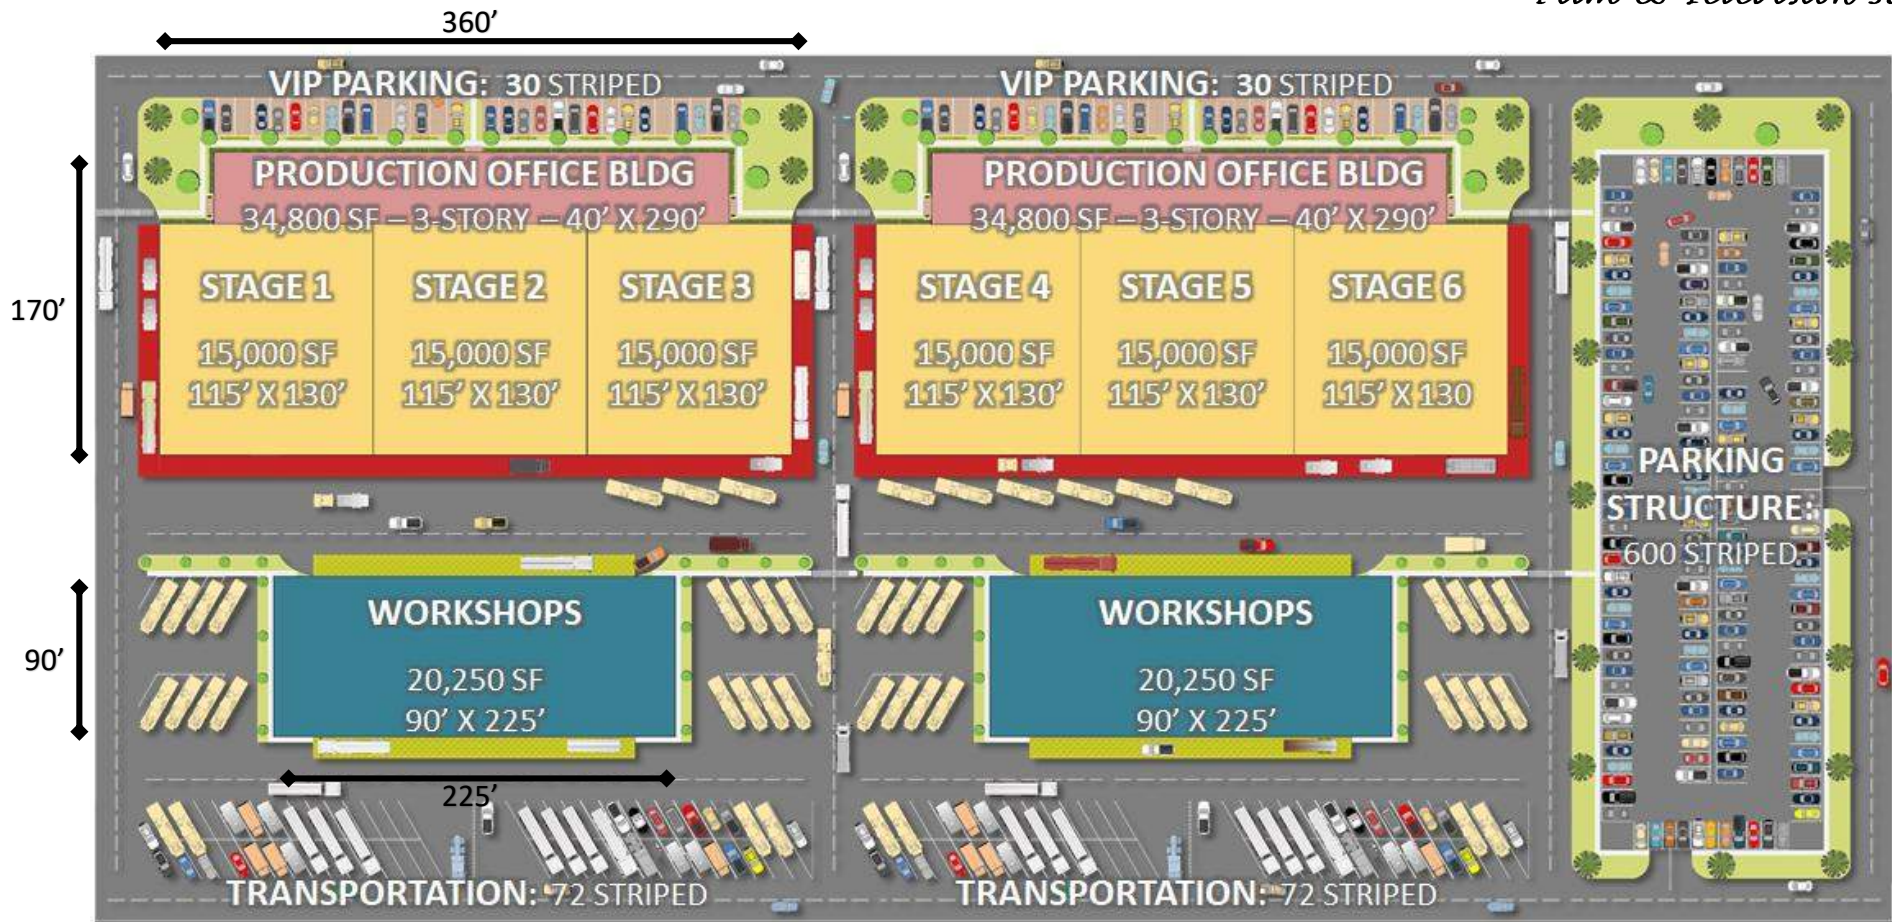 360’
VIP PARKING: 30 STRIPED
VIP PARKING: 30 STRIPED
PRODUCTION OFFICE BLDG
34,800 SF – 3-STORY – 40’ X 290’
PRODUCTION OFFICE BLDG
34,800 SF – 3-STORY – 40’ X 290’
170’
STAGE 1
15,000 SF
115’ X 130’
STAGE 2
15,000 SF
115’ X 130’
STAGE 3
15,000 SF
115’ X 130’
STAGE 4
15,000 SF
115’ X 130’
STAGE 5
15,000 SF
115’ X 130’
STAGE 6
15,000 SF
115’ X 130
PARKING
STRUCTURE:
600 STRIPED
90’
WORKSHOPS
20,250 SF
90’ X 225’
WORKSHOPS
20,250 SF
90’ X 225’
225’
TRANSPORTATION: 72 STRIPED
TRANSPORTATION: 72 STRIPED